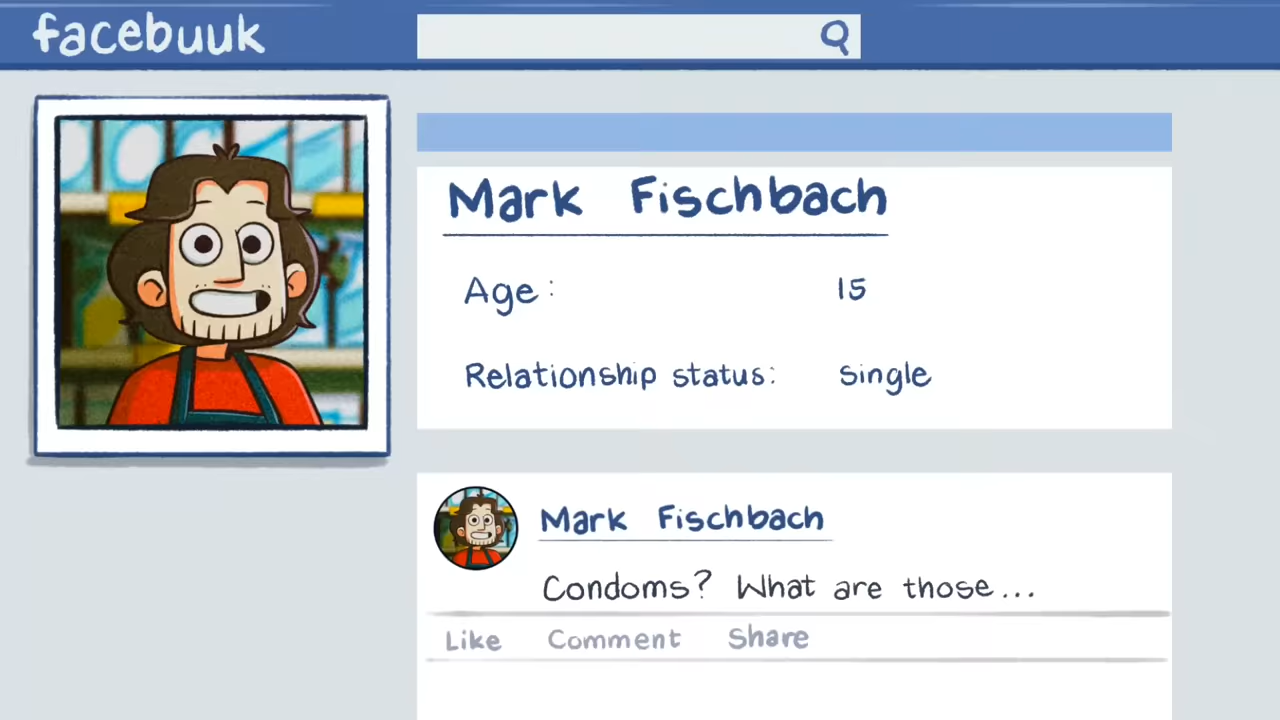 facebuuk
Mark Fischbach
Age: 15
Relationship status: single
Mark Fischbach
Condoms? What are those...
Like Comment Share